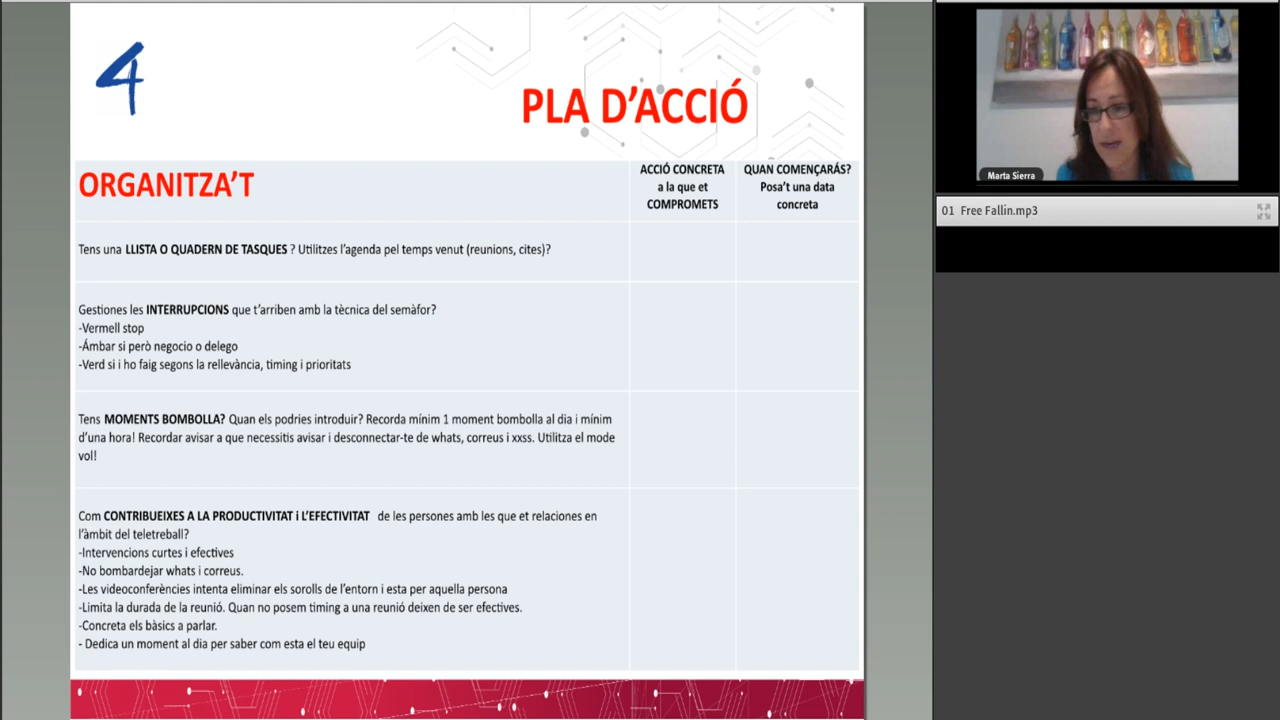 4
PLA D'ACCIÓ
ORGANITZA'T
ACCIÓ CONCRETA
a la que et
COMPROMETS
QUAN COMENÇARÁS?
Posa't una data
concreta
Tens una LLISTA O QUADERN DE TASQUES ? Utilitzes l'agenda pel temps venut (reunions, cites)?
Gestiones les INTERRUPCIONS que t'arriben amb la tècnica del semàfor?
-Vermell stop
-Ámbar si però negocio o delego
-Verd si i ho faig segons la rellevància, timing i prioritats
Tens MOMENTS BOMBOLLA? Quan els podries introduir? Recorda mínim 1 moment bombolla al dia i mínim
d'una hora! Recordar avisar a que necessitis avisar i desconnectar-te de whats, correus i xxss. Utilitza el mode
vol!
Com CONTRIBUEIXES A LA PRODUCTIVITAT i L'EFECTIVITAT de les persones amb les que et relaciones en
l'àmbit del teletreball?
-Intervencions curtes i efectives
-No bombardejar whats i correus.
-Les videoconferències intenta eliminar els sorolls de l'entorn i esta per aquella persona
-Limita la durada de la reunió. Quan no posem timing a una reunió deixen de ser efectives.
-Concreta els bàsics a parlar.
- Dedica un moment al dia per saber com esta el teu equip
Marta Sierra
01 Free Fallin.mp3